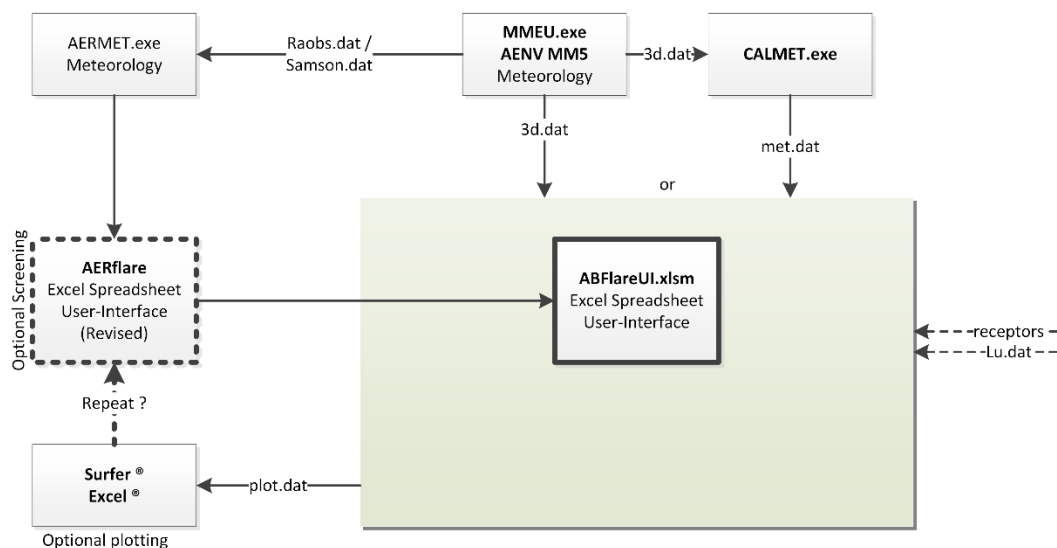 AERMET.exe
Meteorology
Raobs.dat /
Samson.dat
MMEU.exe
AENV MM5
Meteorology
3d.dat
CALMET.exe
3d.dat
met.dat
or
Optional Screening
AERflare
Excel Spreadsheet
User-Interface
(Revised)
ABFlareUI.xlsm
Excel Spreadsheet
User-Interface
receptors
Lu.dat
Repeat ?
Surfer ®
Excel ®
plot.dat
Optional plotting